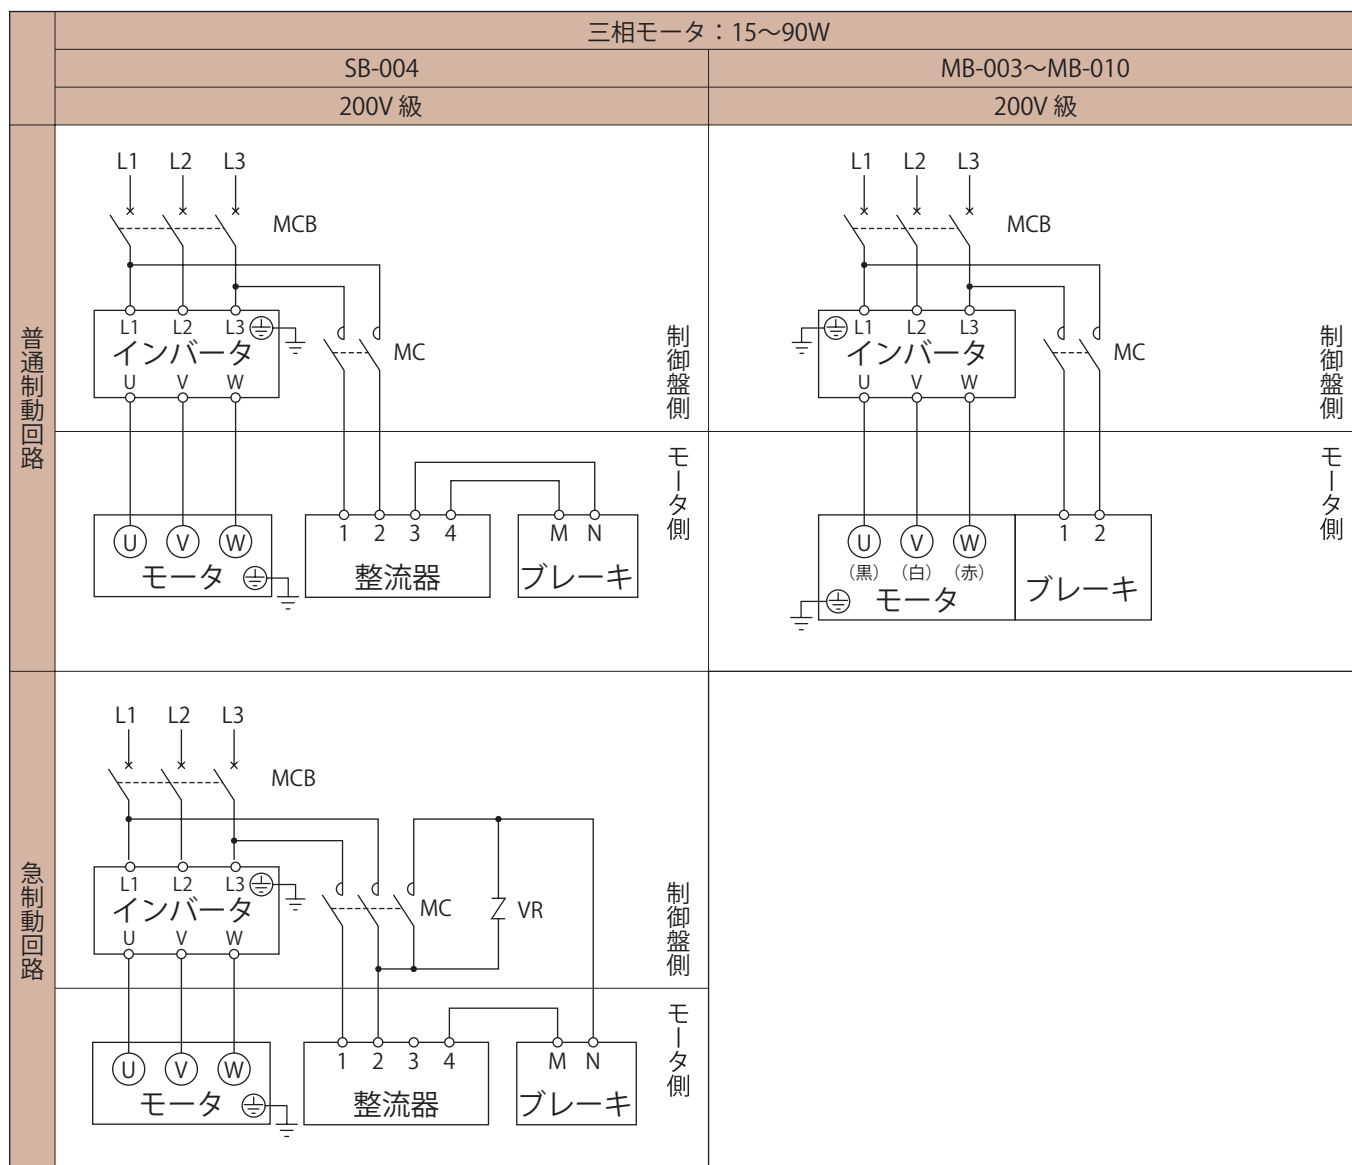 三相モータ：15～90W
SB-004
MB-003～MB-010
200V 級
200V 級
普通制動回路
L1 L2 L3
MCB
L1 L2 L3
インバータ
U V W
MC
制御盤側
モータ側
1 2 3 4
M N
U V W
モータ
整流器
ブレーキ
L1 L2 L3
MCB
L1 L2 L3
インバータ
U V W
MC
制御盤側
モータ側
1 2
U V W
（黒） （白） （赤）
モータ
ブレーキ
急制動回路
L1 L2 L3
MCB
L1 L2 L3
インバータ
U V W
MC
VR
制御盤側
モータ側
1 2 3 4
M N
U V W
モータ
整流器
ブレーキ